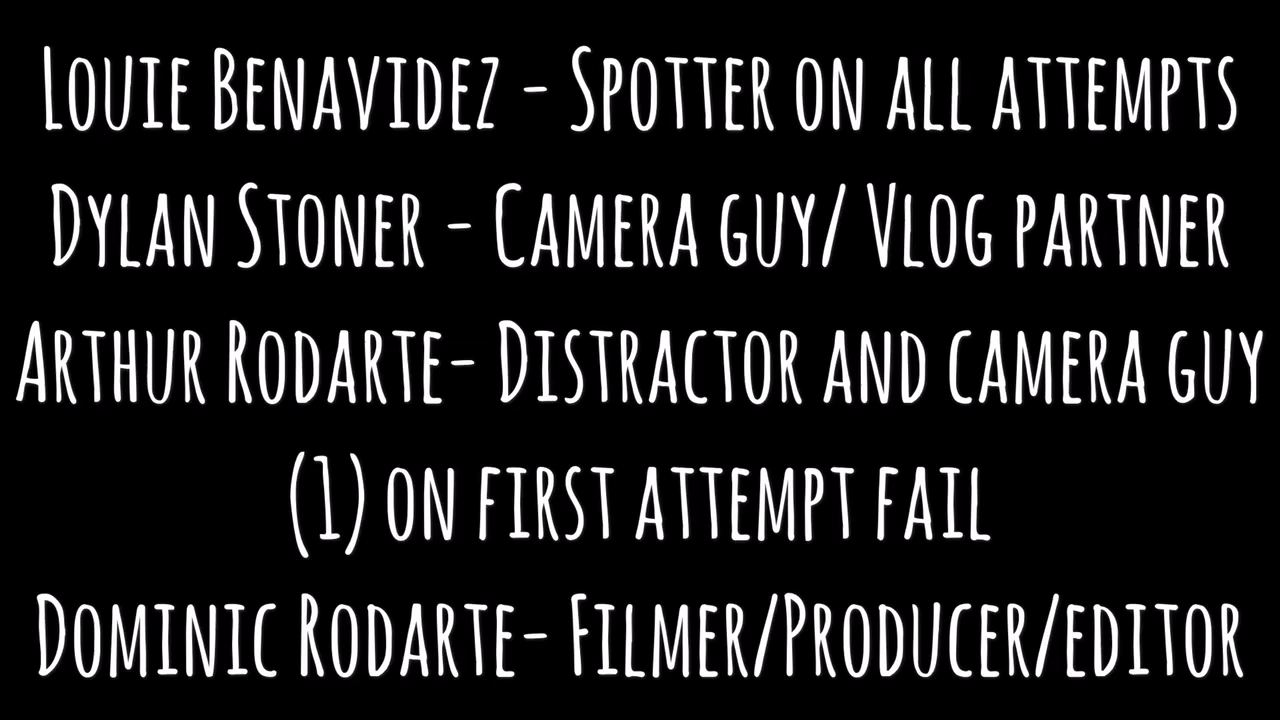 Louie Benavidez - Spotter on all attempts
Dylan Stoner - Camera guy/ Vlog partner
Arthur Rodarte- Distractor and camera guy
(1) on first attempt fail
Dominic Rodarte- Filmer/Producer/editor